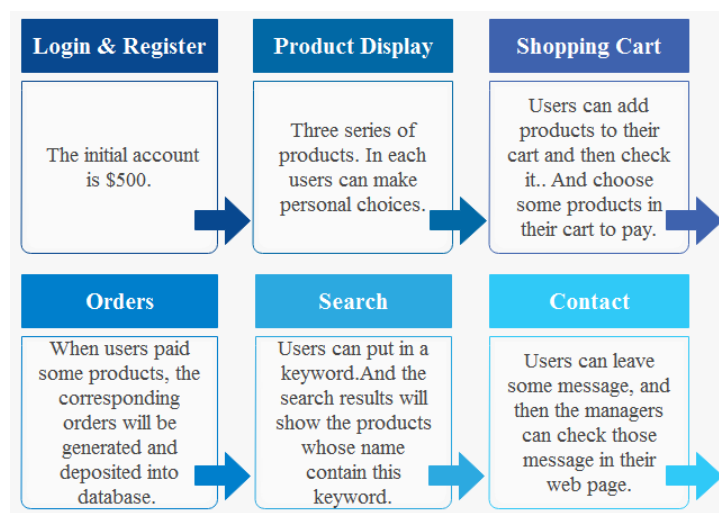 Login & Register
The initial account
is $500.
Product Display
Three series of
products. In each
users can make
personal choices.
Shopping Cart
Users can add
products to their
cart and then check
it.. And choose
some products in
their cart to pay.
Orders
When users paid
some products, the
corresponding
orders will be
generated and
deposited into
database.
Search
Users can put in a
keyword.And the
search results will
show the products
whose name
contain this
keyword.
Contact
Users can leave
some message, and
then the managers
can check those
message in their
web page.